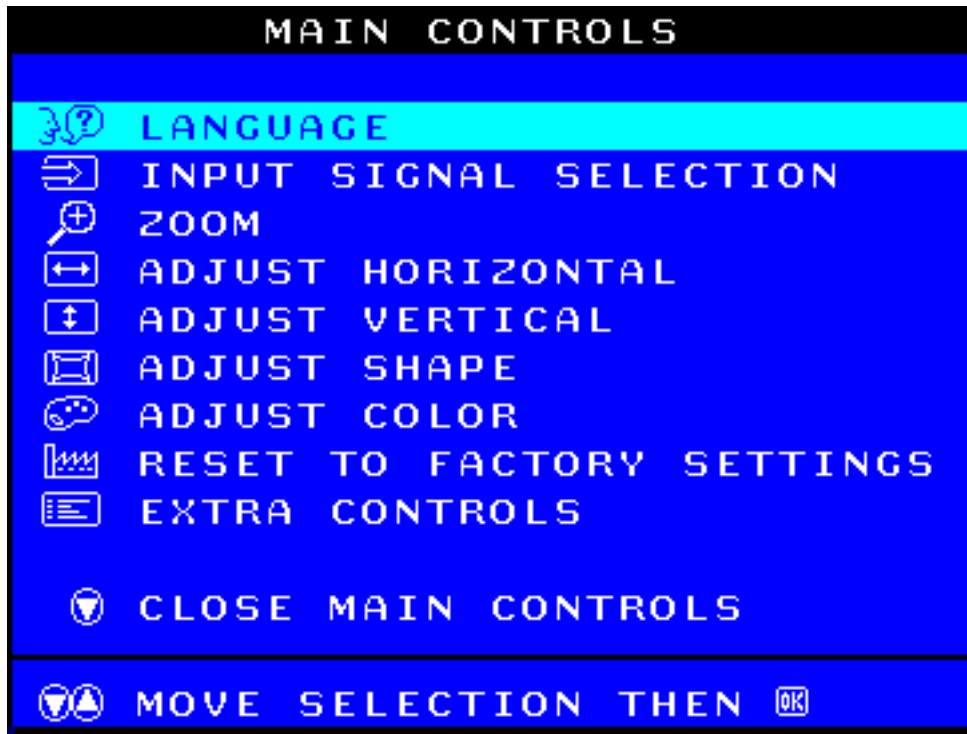 MAIN CONTROLS
LANGUAGE
INPUT SIGNAL SELECTION
ZOOM
ADJUST HORIZONTAL
ADJUST VERTICAL
ADJUST SHAPE
ADJUST COLOR
RESET TO FACTORY SETTINGS
EXTRA CONTROLS
CLOSE MAIN CONTROLS
MOVE SELECTION THEN OK